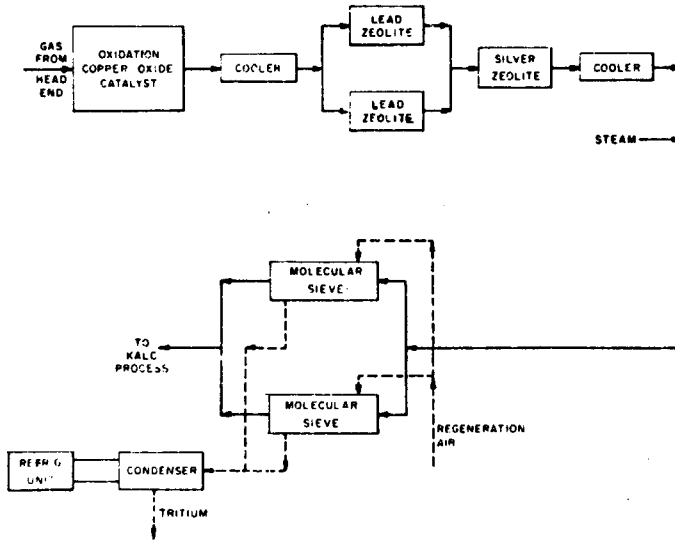 GAS
FROM
HEAD
END
OXIDATION
COPPER OXIDE
CATALYST
COOLER
LEAD
ZEOLITE
LEAD
ZEOLITE
SILVER
ZEOLITE
COOLER
STEAM
MOLECULAR
SIEVE
TO
KALC
PROCESS
MOLECULAR
SIEVE
REGENERATION
AIR
REFRIG
UNIT
CONDENSER
TRITIUM